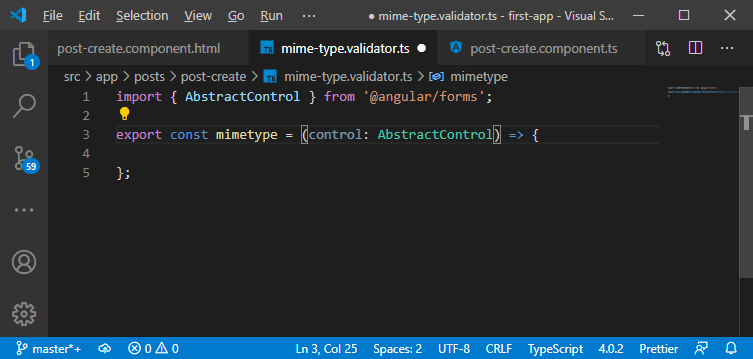 File Edit Selection View Go Run ··· ● mime-type.validator.ts - first-app - Visual S...
post-create.component.html TS mime-type.validator.ts ● post-create.component.ts ···
src > app > posts > post-create > TS mime-type.validator.ts > mimetype
1 import { AbstractControl } from '@angular/forms';
2
3 export const mimetype = (control: AbstractControl) => {
4
5 };
1
59
master*+ 0 0 Ln 3, Col 25 Spaces: 2 UTF-8 CRLF TypeScript 4.0.2 Prettier